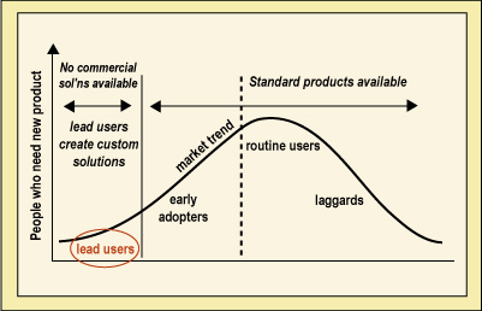 No commercial
sol'ns available
Standard products available
lead users
create custom
solutions
People who need new product
market trend
routine users
early
adopters
laggards
lead users